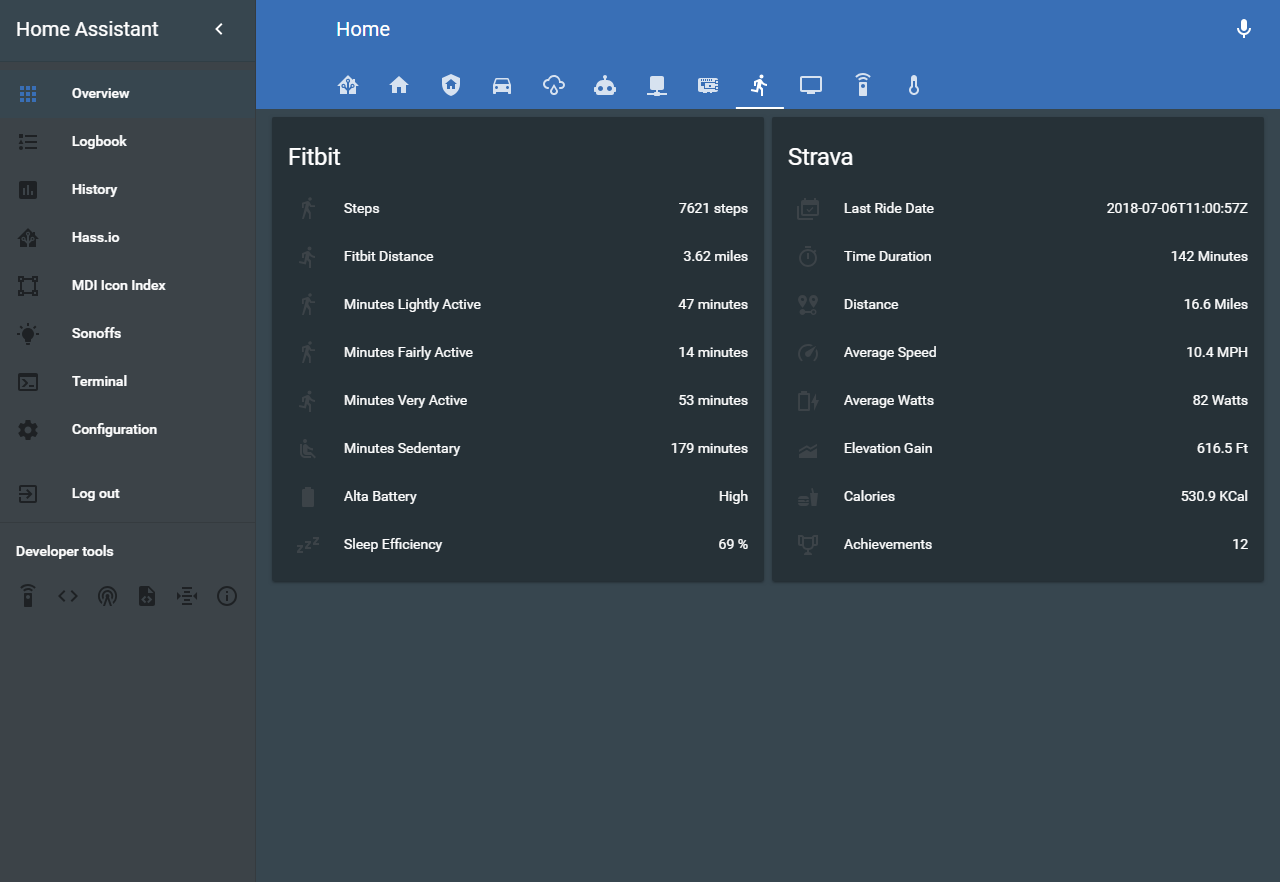 Home Assistant
Home
Overview
Logbook
History
Hass.io
MDI Icon Index
Sonoffs
Terminal
Configuration
Log out
Developer tools
Fitbit
Steps 7621 steps
Fitbit Distance 3.62 miles
Minutes Lightly Active 47 minutes
Minutes Fairly Active 14 minutes
Minutes Very Active 53 minutes
Minutes Sedentary 179 minutes
Alta Battery High
Sleep Efficiency 69 %
Strava
Last Ride Date 2018-07-06T11:00:57Z
Time Duration 142 Minutes
Distance 16.6 Miles
Average Speed 10.4 MPH
Average Watts 82 Watts
Elevation Gain 616.5 Ft
Calories 530.9 KCal
Achievements 12